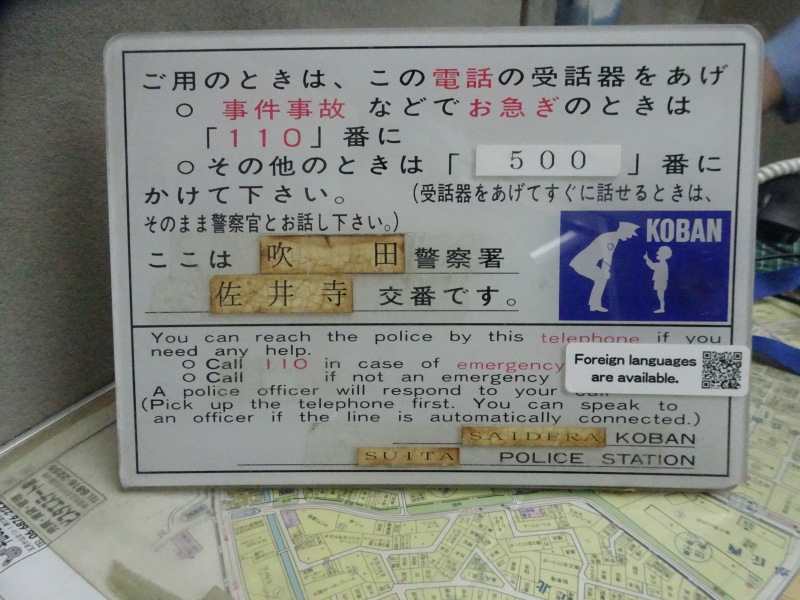 ご用のときは、この電話の受話器をあげ
○ 事件事故 などでお急ぎのときは
「110」番に
○その他のときは「 500 」番に
かけて下さい。 (受話器をあげてすぐに話せるときは、
そのまま警察官とお話し下さい。)
ここは 吹田 警察署
佐井寺 交番です。
KOBAN
You can reach the police by this telephone if you
need any help.
○ Call 110 in case of emergency
○ Call if not an emergency
A police officer will respond to your call
(Pick up the telephone first. You can speak to
an officer if the line is automatically connected.)
Foreign languages
are available.
SAIDERA KOBAN
SUITA POLICE STATION